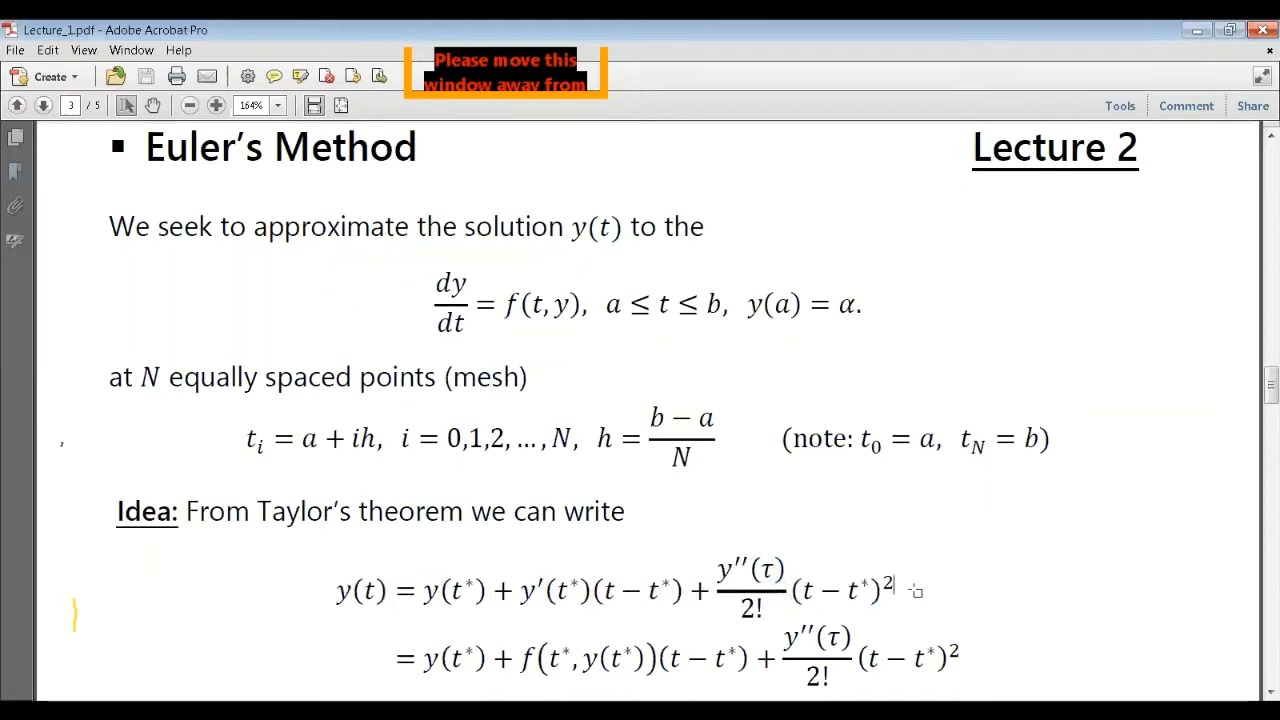 Lecture_1.pdf - Adobe Acrobat Pro
File Edit View Window Help
Please move this
window away from
Create
3 / 5
164%
Tools Comment Share
▪ Euler's Method Lecture 2
We seek to approximate the solution y(t) to the
dy/dt = f(t, y), a ≤ t ≤ b, y(a) = α.
at N equally spaced points (mesh)
tᵢ = a + ih, i = 0,1,2, … , N, h = (b − a)/N (note: t₀ = a, t_N = b)
Idea: From Taylor's theorem we can write
y(t) = y(t*) + y′(t*)(t − t*) + y′′(τ)/2! (t − t*)²
= y(t*) + f(t*, y(t*))(t − t*) + y′′(τ)/2! (t − t*)²